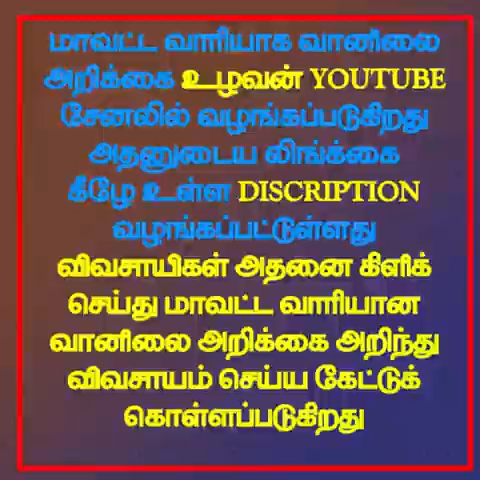 மாவட்ட வாரியாக வானிலை
அறிக்கை உழவன் YOUTUBE
சேனலில் வழங்கப்படுகிறது
அதனுடைய லிங்க்கை
கீழே உள்ள DISCRIPTION
வழங்கப்பட்டுள்ளது
விவசாயிகள் அதனை கிளிக்
செய்து மாவட்ட வாரியான
வானிலை அறிக்கை அறிந்து
விவசாயம் செய்ய கேட்டுக்
கொள்ளப்படுகிறது